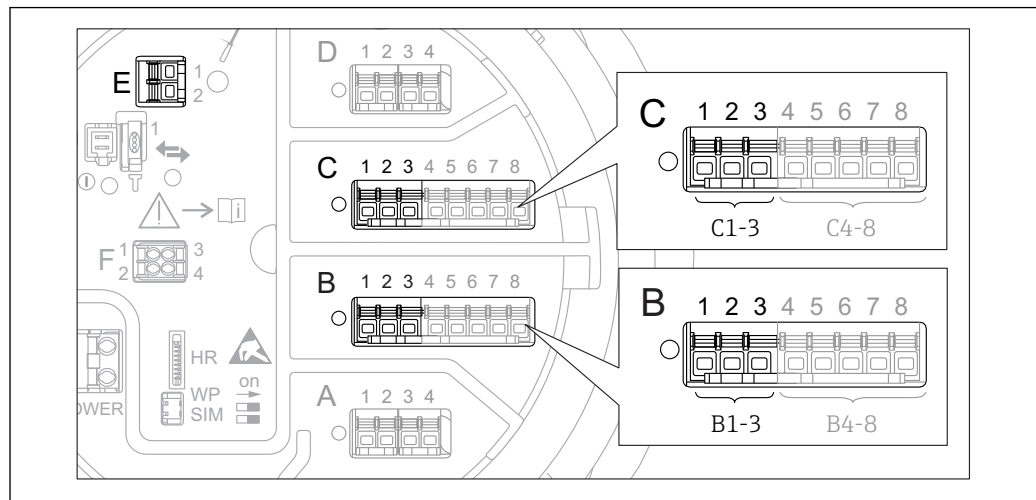 D 1 2 3 4
E 1
2
1
C 1 2 3 4 5 6 7 8
i
F 1 3
2 4
B 1 2 3 4 5 6 7 8
HR
WP on
SIM
OWER
A 1 2 3 4
C 1 2 3 4 5 6 7 8
C1-3 C4-8
B 1 2 3 4 5 6 7 8
B1-3 B4-8